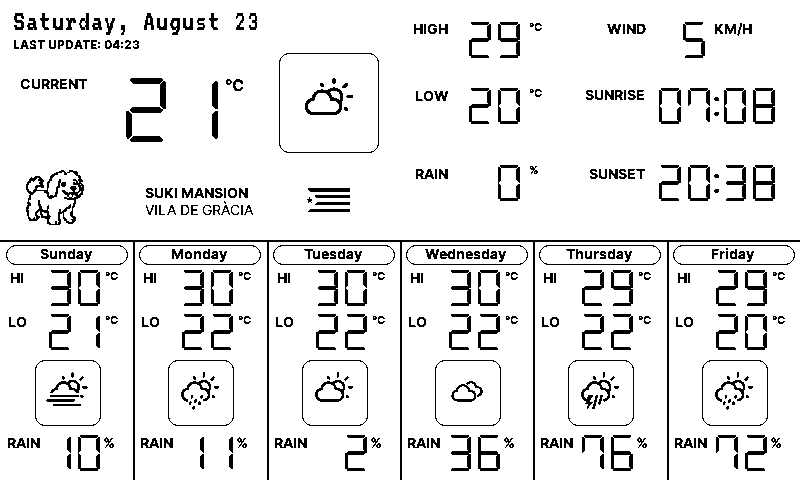 Saturday, August 23
LAST UPDATE: 04:23
CURRENT 21 °C
SUKI MANSION
VILA DE GRÀCIA
HIGH 29 °C
LOW 20 °C
RAIN 0 %
WIND 5 KM/H
SUNRISE 07:08
SUNSET 20:38
Sunday
HI 30 °C
LO 21 °C
RAIN 10 %
Monday
HI 30 °C
LO 22 °C
RAIN 11 %
Tuesday
HI 30 °C
LO 22 °C
RAIN 2 %
Wednesday
HI 30 °C
LO 22 °C
RAIN 36 %
Thursday
HI 29 °C
LO 22 °C
RAIN 76 %
Friday
HI 29 °C
LO 20 °C
RAIN 72 %